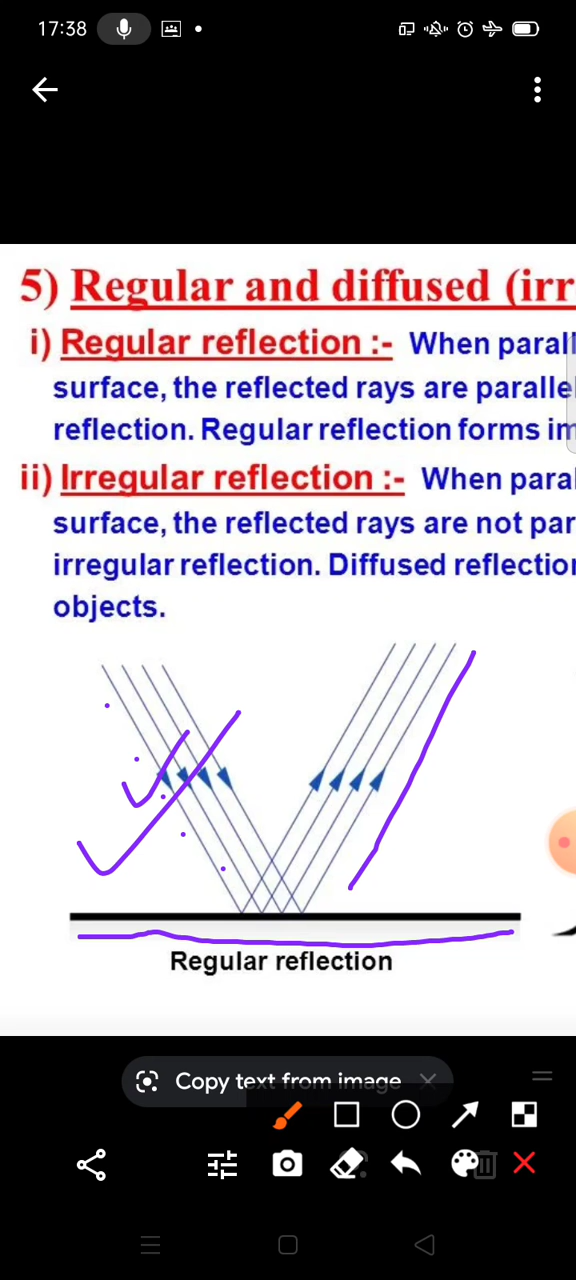 17:38
5) Regular and diffused (irr
i) Regular reflection :- When parall
surface, the reflected rays are parallel
reflection. Regular reflection forms im
ii) Irregular reflection :- When paral
surface, the reflected rays are not par
irregular reflection. Diffused reflection
objects.
Regular reflection
Copy text from image